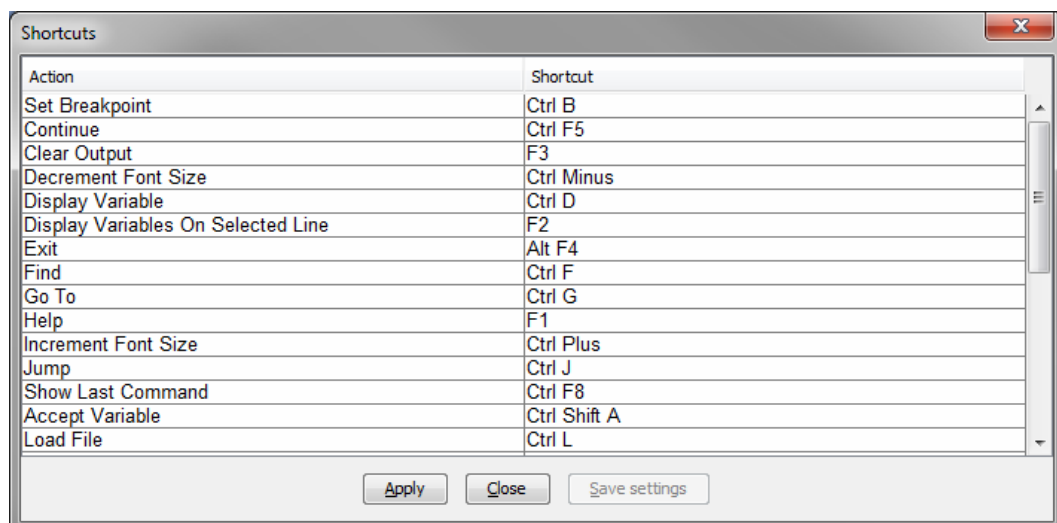 Shortcuts
Action Shortcut
Set Breakpoint Ctrl B
Continue Ctrl F5
Clear Output F3
Decrement Font Size Ctrl Minus
Display Variable Ctrl D
Display Variables On Selected Line F2
Exit Alt F4
Find Ctrl F
Go To Ctrl G
Help F1
Increment Font Size Ctrl Plus
Jump Ctrl J
Show Last Command Ctrl F8
Accept Variable Ctrl Shift A
Load File Ctrl L
Apply Close Save settings